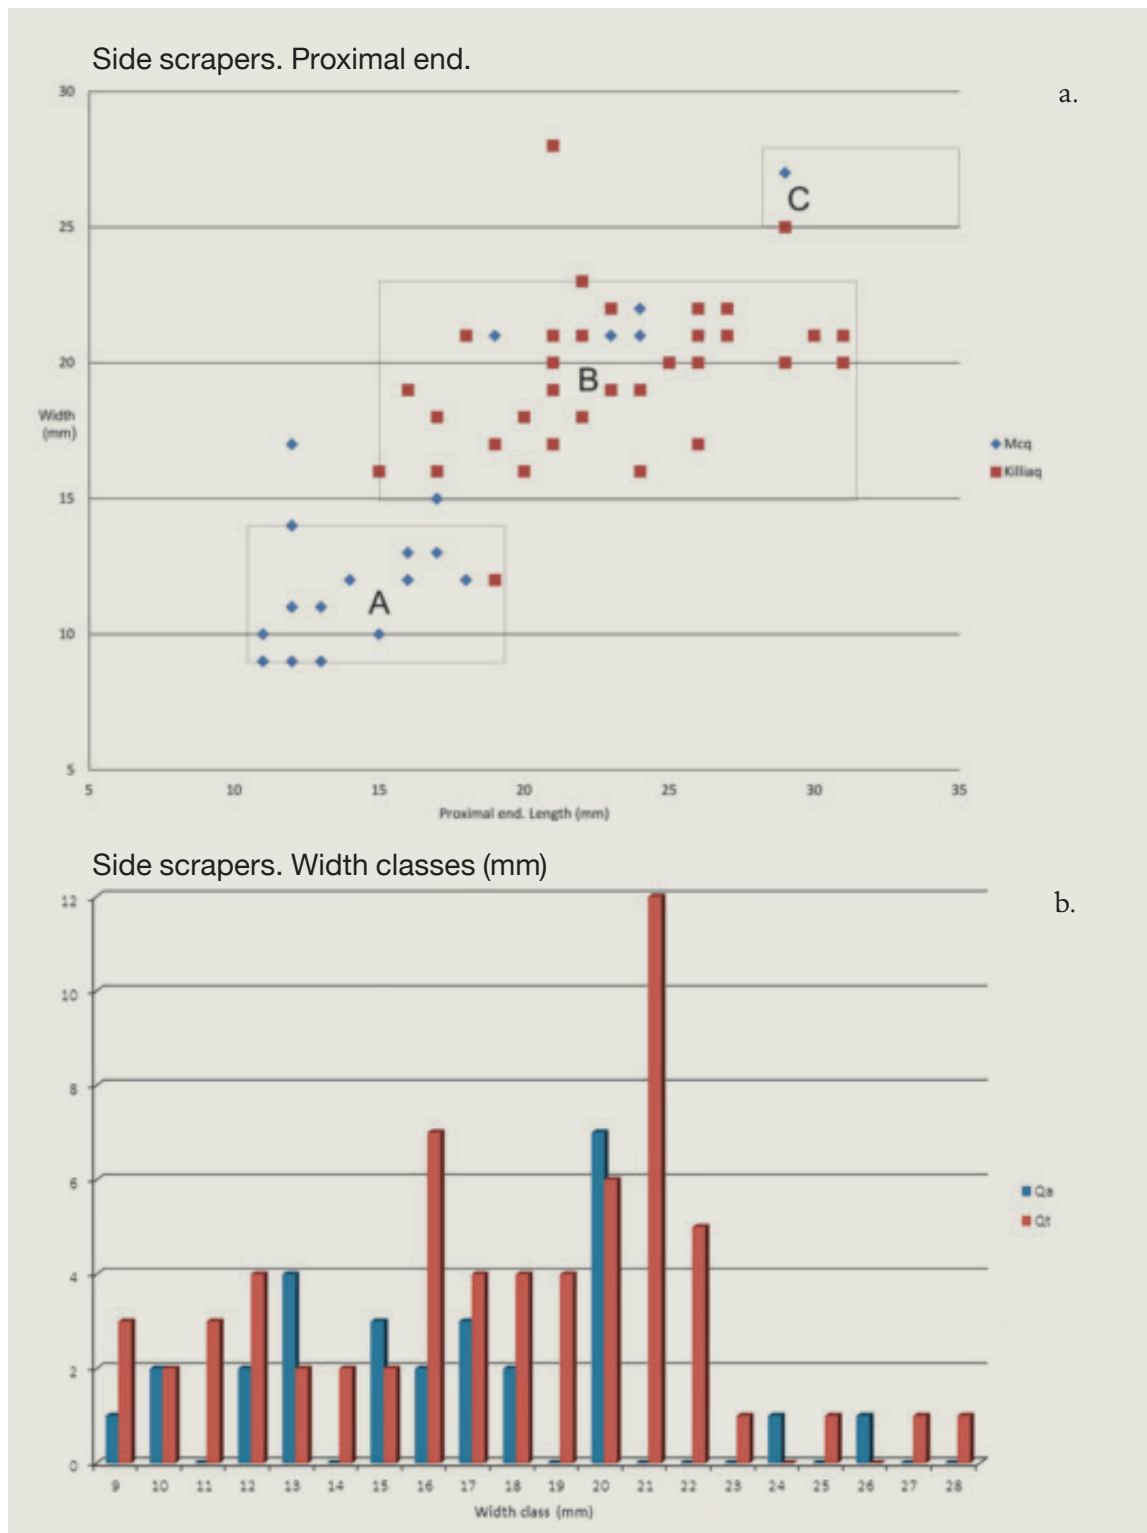 Side scrapers. Proximal end.
a.
30
25
20
15
10
5
Width
(mm)
C
B
A
Mcq
Killiaq
5 10 15 20 25 30 35
Proximal end. Length (mm)
Side scrapers. Width classes (mm)
b.
12
10
8
6
4
2
0
Qa
Qt
9 10 11 12 13 14 15 16 17 18 19 20 21 22 23 24 25 26 27 28
Width class (mm)